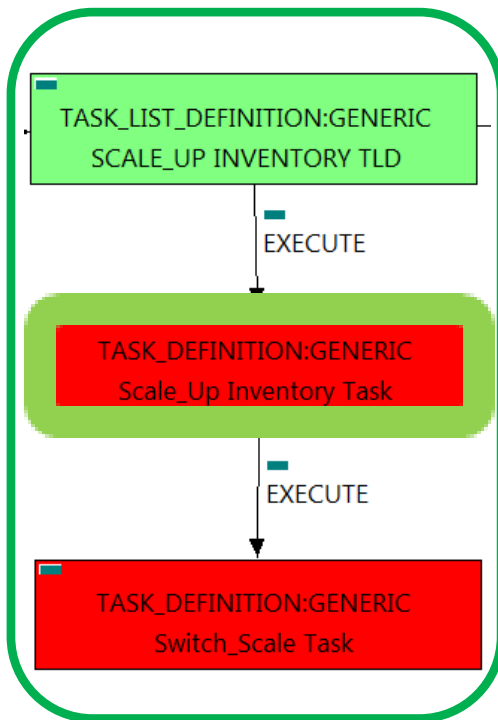 TASK_LIST_DEFINITION:GENERIC
SCALE_UP INVENTORY TLD
EXECUTE
TASK_DEFINITION:GENERIC
Scale_Up Inventory Task
EXECUTE
TASK_DEFINITION:GENERIC
Switch_Scale Task